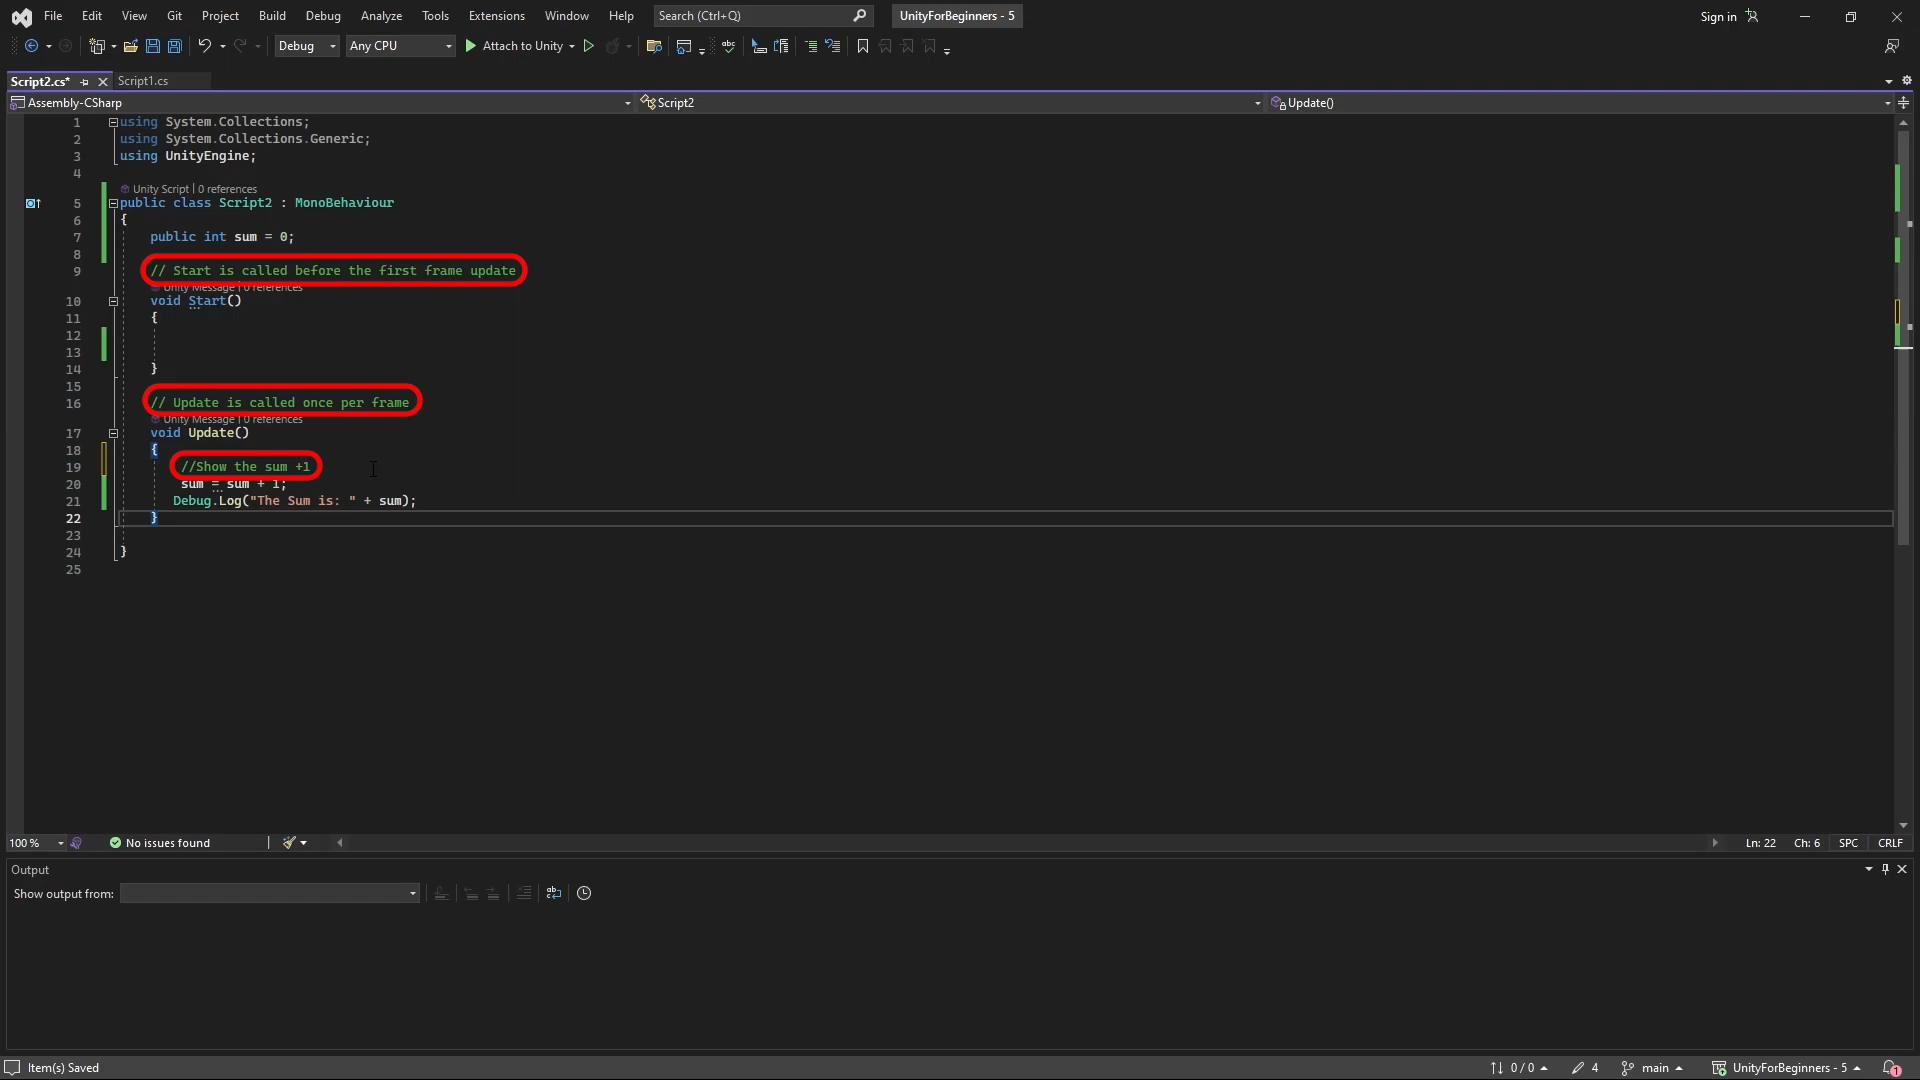 File Edit View Git Project Build Debug Analyze Tools Extensions Window Help Search (Ctrl+Q) UnityForBeginners - 5 Sign in
Debug Any CPU Attach to Unity
Script2.cs* Script1.cs
Assembly-CSharp Script2 Update()
1 using System.Collections;
2 using System.Collections.Generic;
3 using UnityEngine;
4
Unity Script | 0 references
5 public class Script2 : MonoBehaviour
6 {
7 public int sum = 0;
8
9 // Start is called before the first frame update
Unity Message | 0 references
10 void Start()
11 {
12
13
14 }
15
16 // Update is called once per frame
Unity Message | 0 references
17 void Update()
18 {
19 //Show the sum +1
20 sum = sum + 1;
21 Debug.Log("The Sum is: " + sum);
22 }
23
24 }
25
100 % No issues found Ln: 22 Ch: 6 SPC CRLF
Output
Show output from:
Item(s) Saved 0 / 0 4 main UnityForBeginners - 5 1